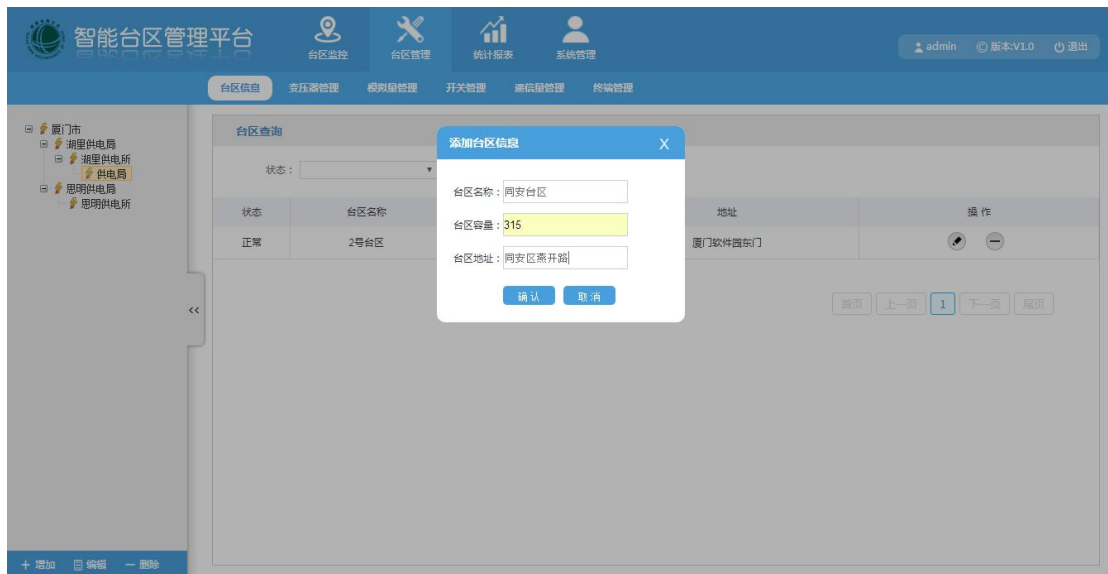 智能台区管理平台
台区监控
台区管理
统计报表
系统管理
admin
© 版本:V1.0
退出
台区信息
变压器管理
模拟量管理
开关管理
遥信量管理
终端管理
厦门市
湖里供电局
湖里供电所
供电局
思明供电局
思明供电所
台区查询
状态：
状态
台区名称
地址
操作
正常
2号台区
厦门软件园东门
添加台区信息
X
台区名称：同安台区
台区容量：315
台区地址：同安区燕开路
确认
取消
<<
首页
上一页
1
下一页
尾页
+ 增加
编辑
— 删除